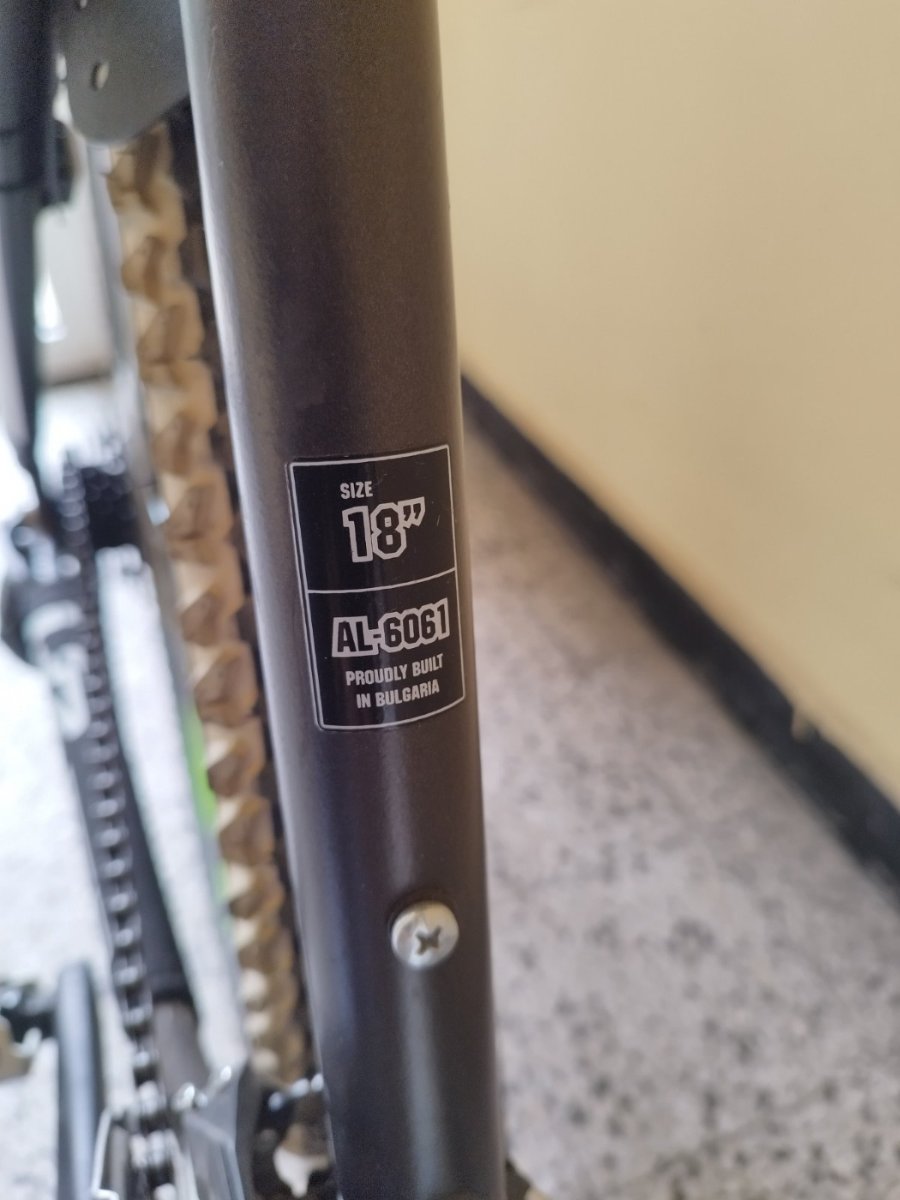 SIZE
18”
AL-6061
PROUDLY BUILT
IN BULGARIA